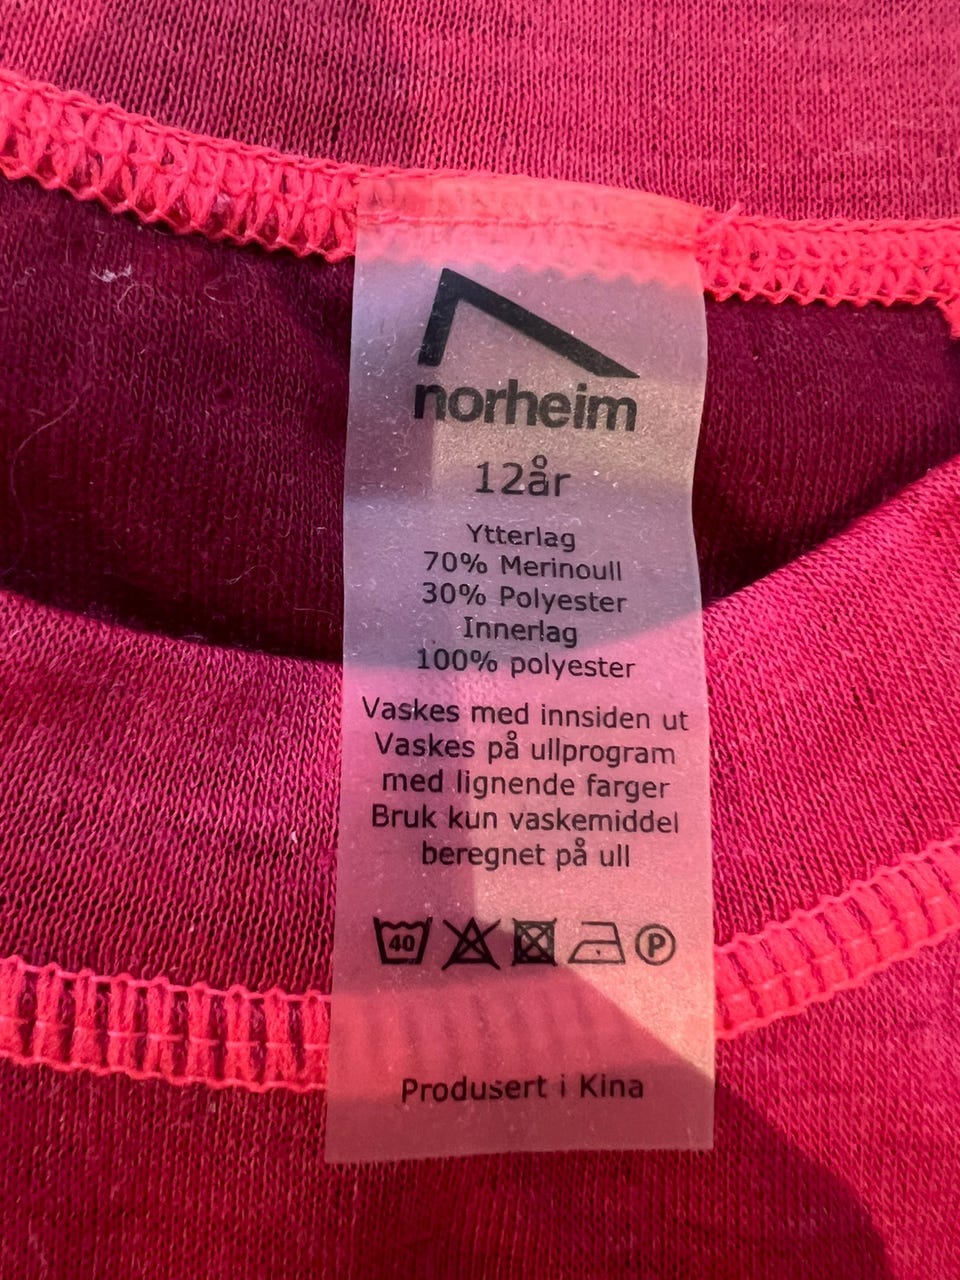 norheim
12år
Ytterlag
70% Merinoull
30% Polyester
Innerlag
100% polyester
Vaskes med innsiden ut
Vaskes på ullprogram
med lignende farger
Bruk kun vaskemiddel
beregnet på ull
40 P
Produsert i Kina